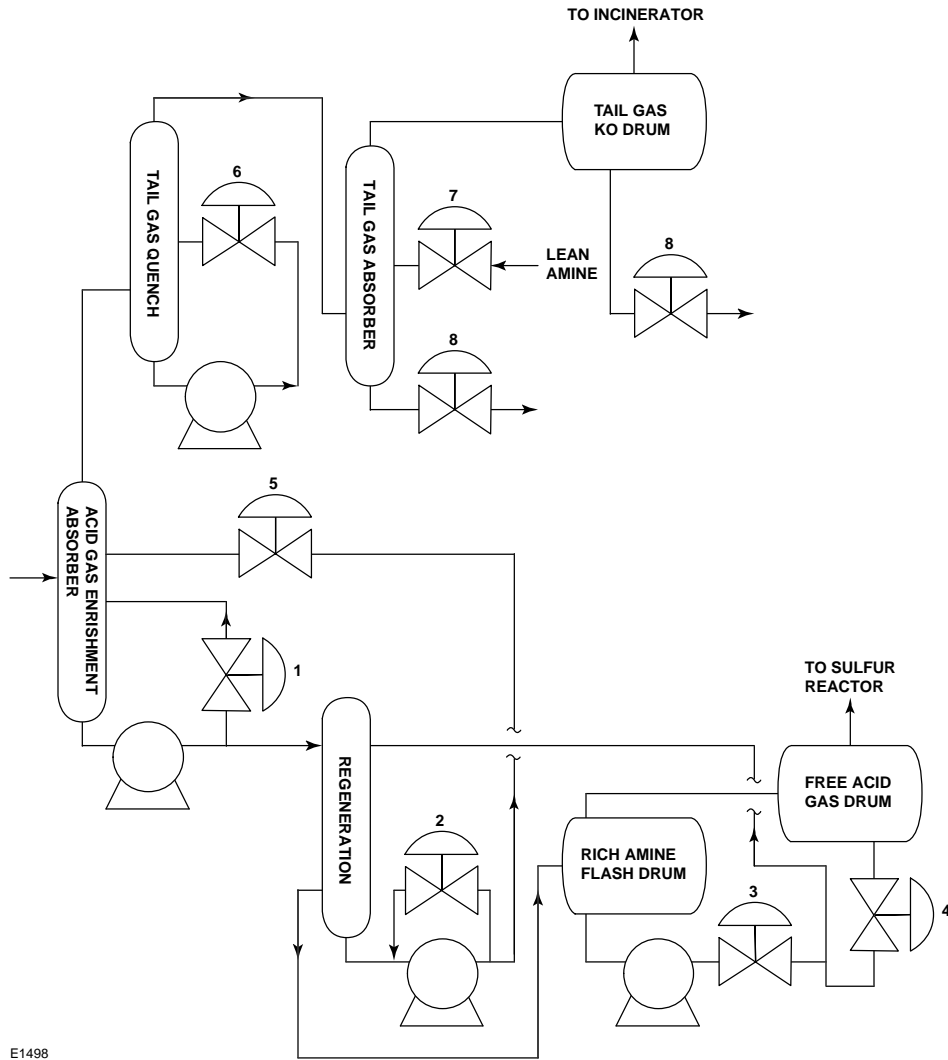 TO INCINERATOR
TAIL GAS
KO DRUM
TAIL GAS QUENCH
6
TAIL GAS ABSORBER
7
LEAN
AMINE
8
8
ACID GAS ENRISHMENT
ABSORBER
5
1
TO SULFUR
REACTOR
REGENERATION
FREE ACID
GAS DRUM
2
RICH AMINE
FLASH DRUM
3
4
E1498